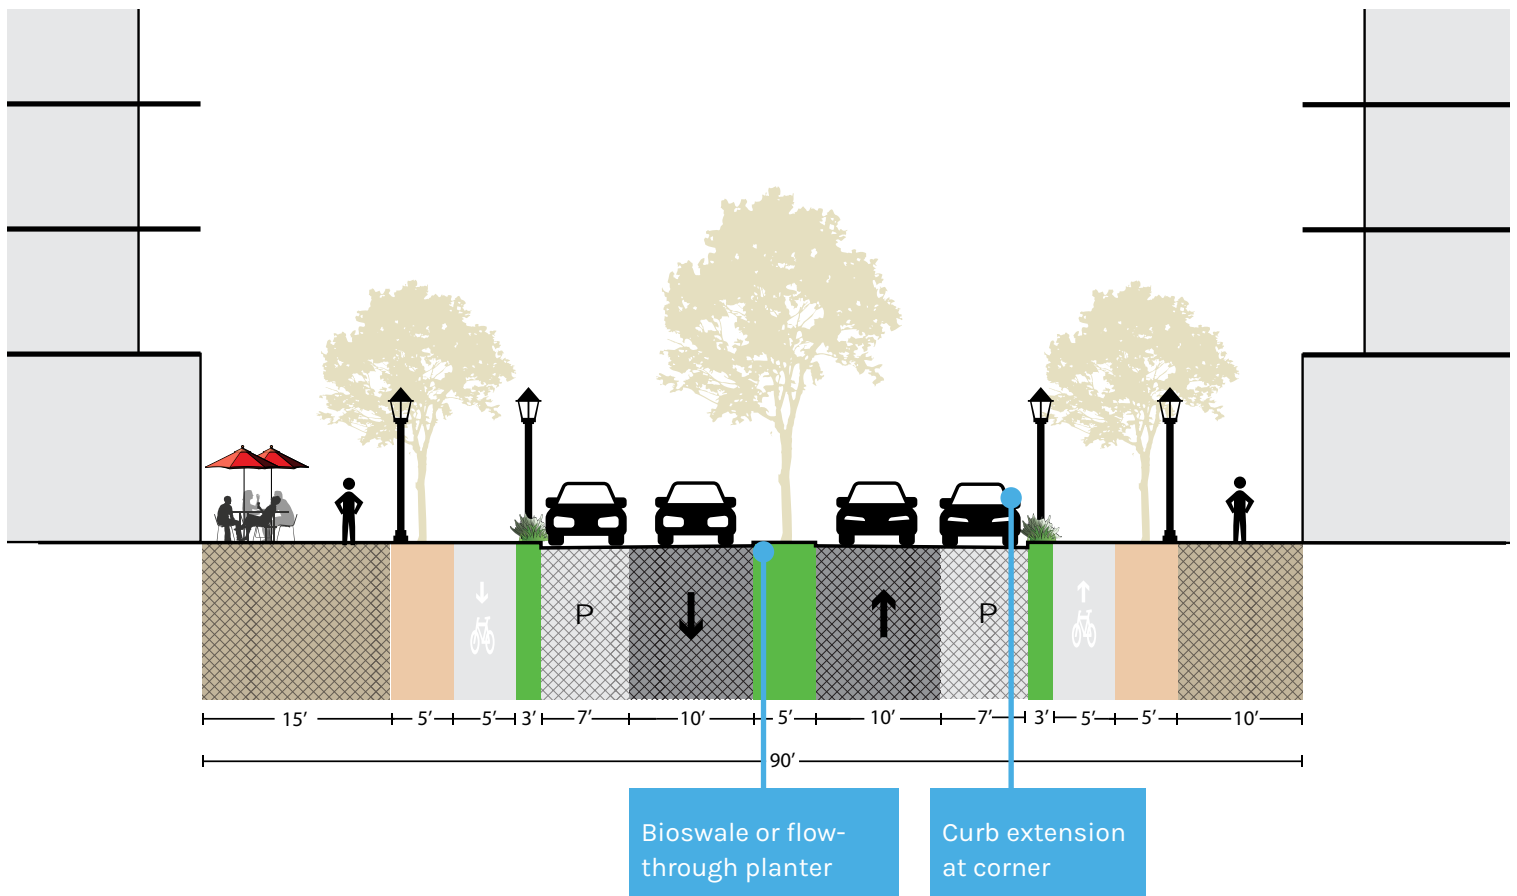 P
P
15’
5’
5’
3’
7’
10’
5’
10’
7’
3’
5’
5’
10’
90’
Bioswale or flow-
through planter
Curb extension
at corner